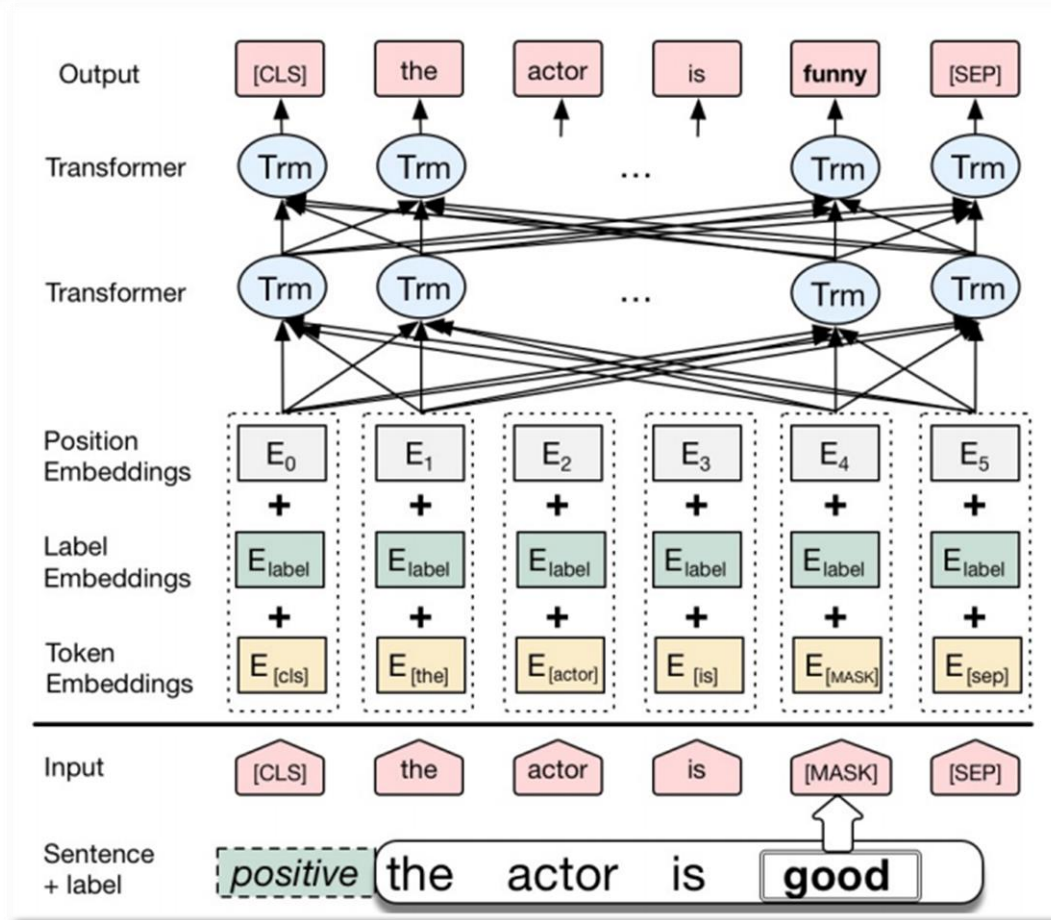 Output [CLS] the actor is funny [SEP]
Transformer Trm Trm ... Trm Trm
Transformer Trm Trm ... Trm Trm
Position
Embeddings
E0 E1 E2 E3 E4 E5
+ + + + + +
Label
Embeddings
Elabel Elabel Elabel Elabel Elabel Elabel
+ + + + + +
Token
Embeddings
E[cls] E[the] E[actor] E[is] E[MASK] E[sep]
Input [CLS] the actor is [MASK] [SEP]
Sentence
+ label
positive the actor is good